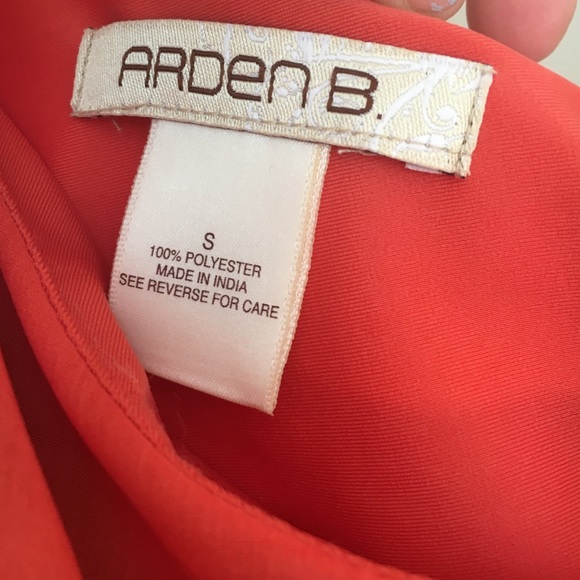 ARDEN B.
S
100% POLYESTER
MADE IN INDIA
SEE REVERSE FOR CARE